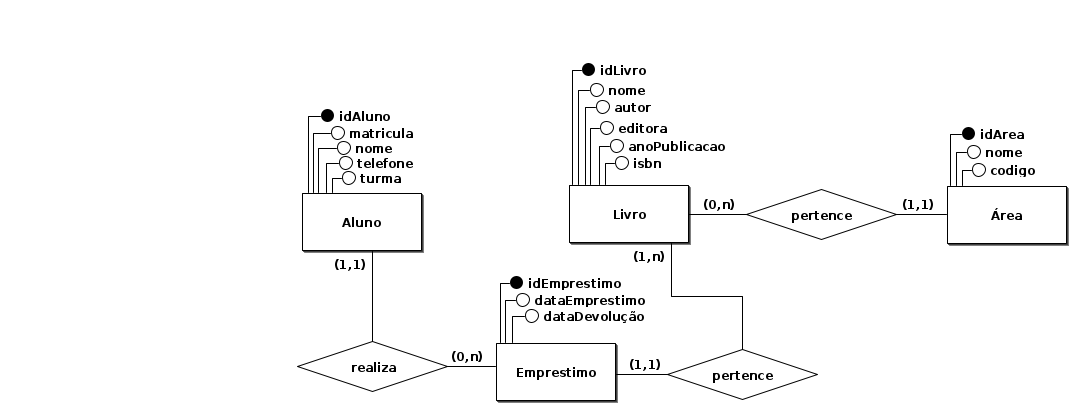 idAluno
matricula
nome
telefone
turma
Aluno
(1,1)
idLivro
nome
autor
editora
anoPublicacao
isbn
Livro
(0,n)
pertence
(1,1)
idArea
nome
codigo
Área
(1,n)
idEmprestimo
dataEmprestimo
dataDevolução
realiza
(0,n)
Emprestimo
(1,1)
pertence